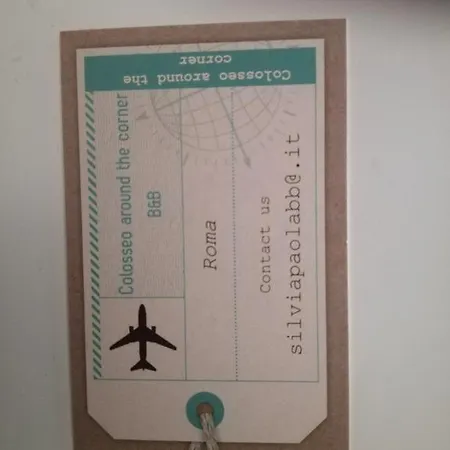 Colosseo around the
corner
Colosseo around the corner
B&B
Roma
Contact us
silviapaolabb@.it